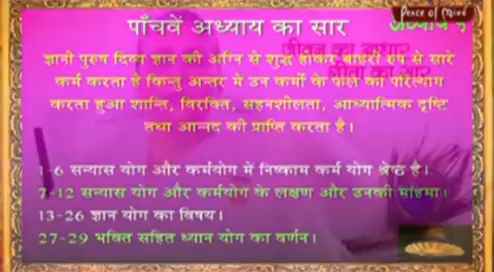 Peace of Mind
पाँचवें अध्याय का सार
जीवन का आधार
गीता का सार
ज्ञानी पुरुष दिव्य ज्ञान की अग्नि से शुद्ध होकर बाहरी रुप से सारे
कर्म करता है किन्तु अन्तर में उन कर्मों के फल का परित्याग
करता हुआ शान्ति, विरक्ति, सहनशीलता, आध्यात्मिक दृष्टि
तथा आनन्द की प्राप्ति करता है।
1-6 सन्यास योग और कर्मयोग में निष्काम कर्म योग श्रेष्ठ है।
7-12 सन्यास योग और कर्मयोग के लक्षण और उनकी महिमा।
13-26 ज्ञान योग का विषय।
27-29 भक्ति सहित ध्यान योग का वर्णन।